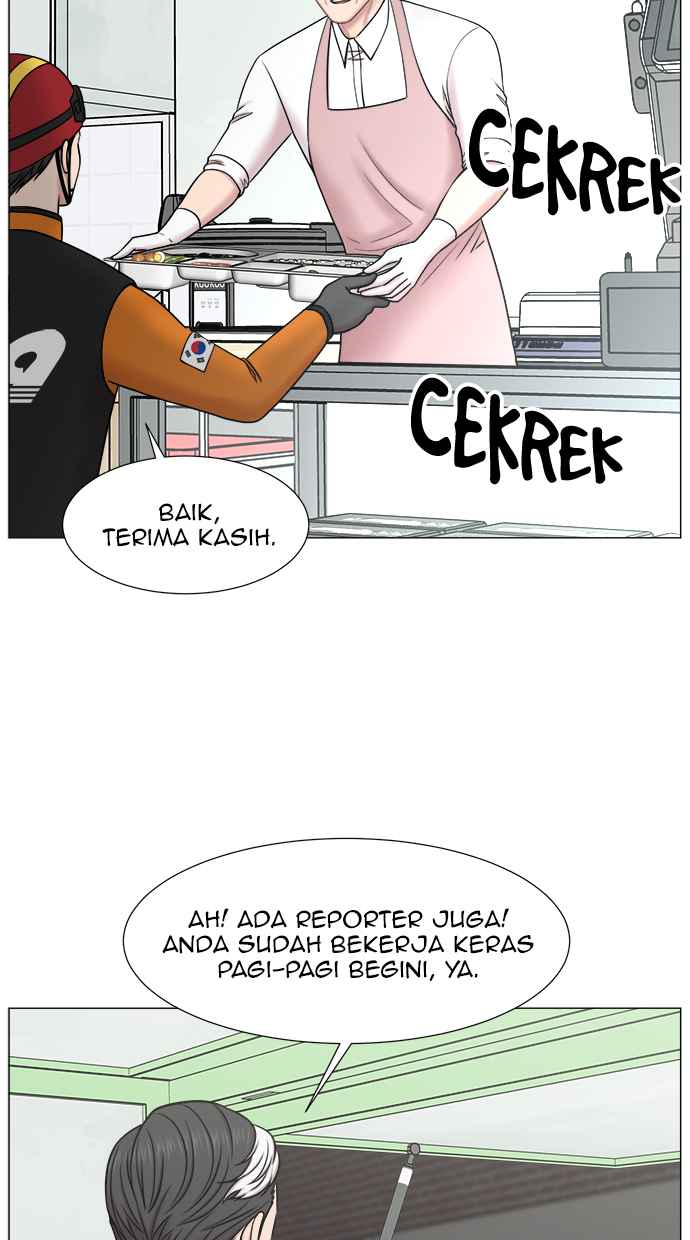 CEKREK
CEKREK
BAIK,
TERIMA KASIH.
AH! ADA REPORTER JUGA!
ANDA SUDAH BEKERJA KERAS
PAGI-PAGI BEGINI, YA.